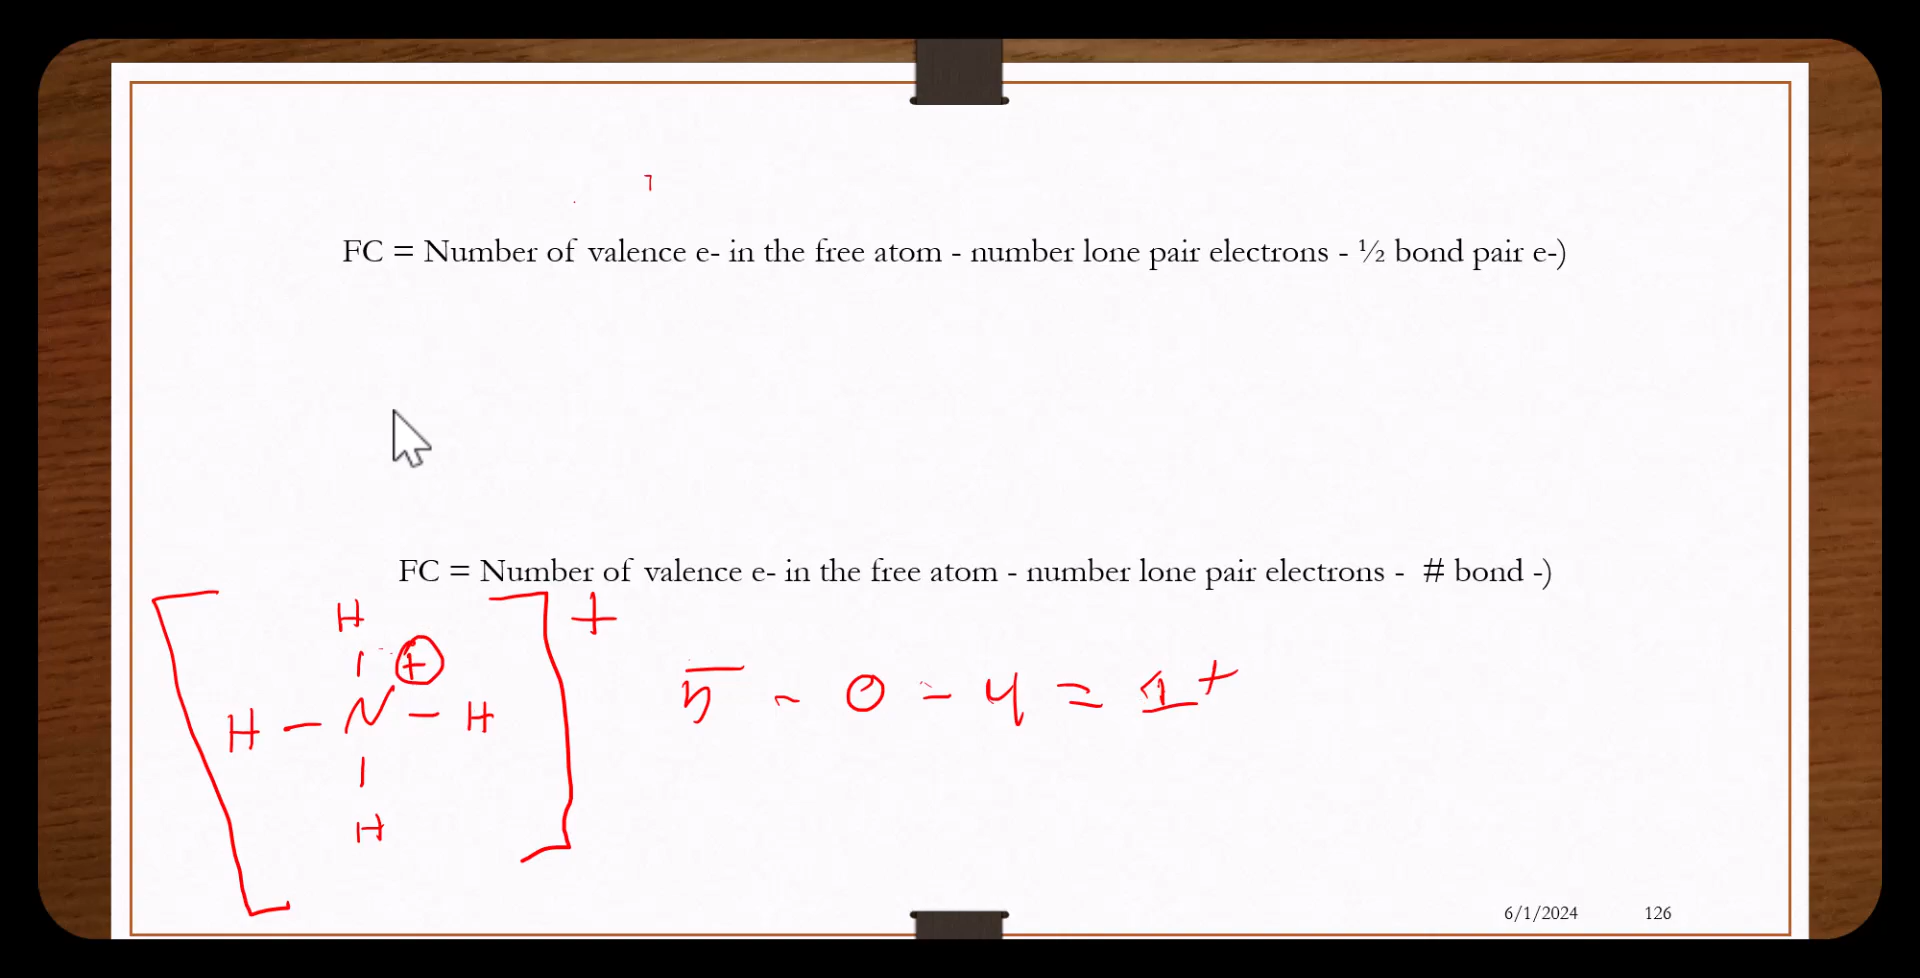 FC = Number of valence e- in the free atom - number lone pair electrons - ½ bond pair e-)
FC = Number of valence e- in the free atom - number lone pair electrons - # bond -)
H +
+
H - N - H
H
5 - 0 - 4 = 1+
6/1/2024 126